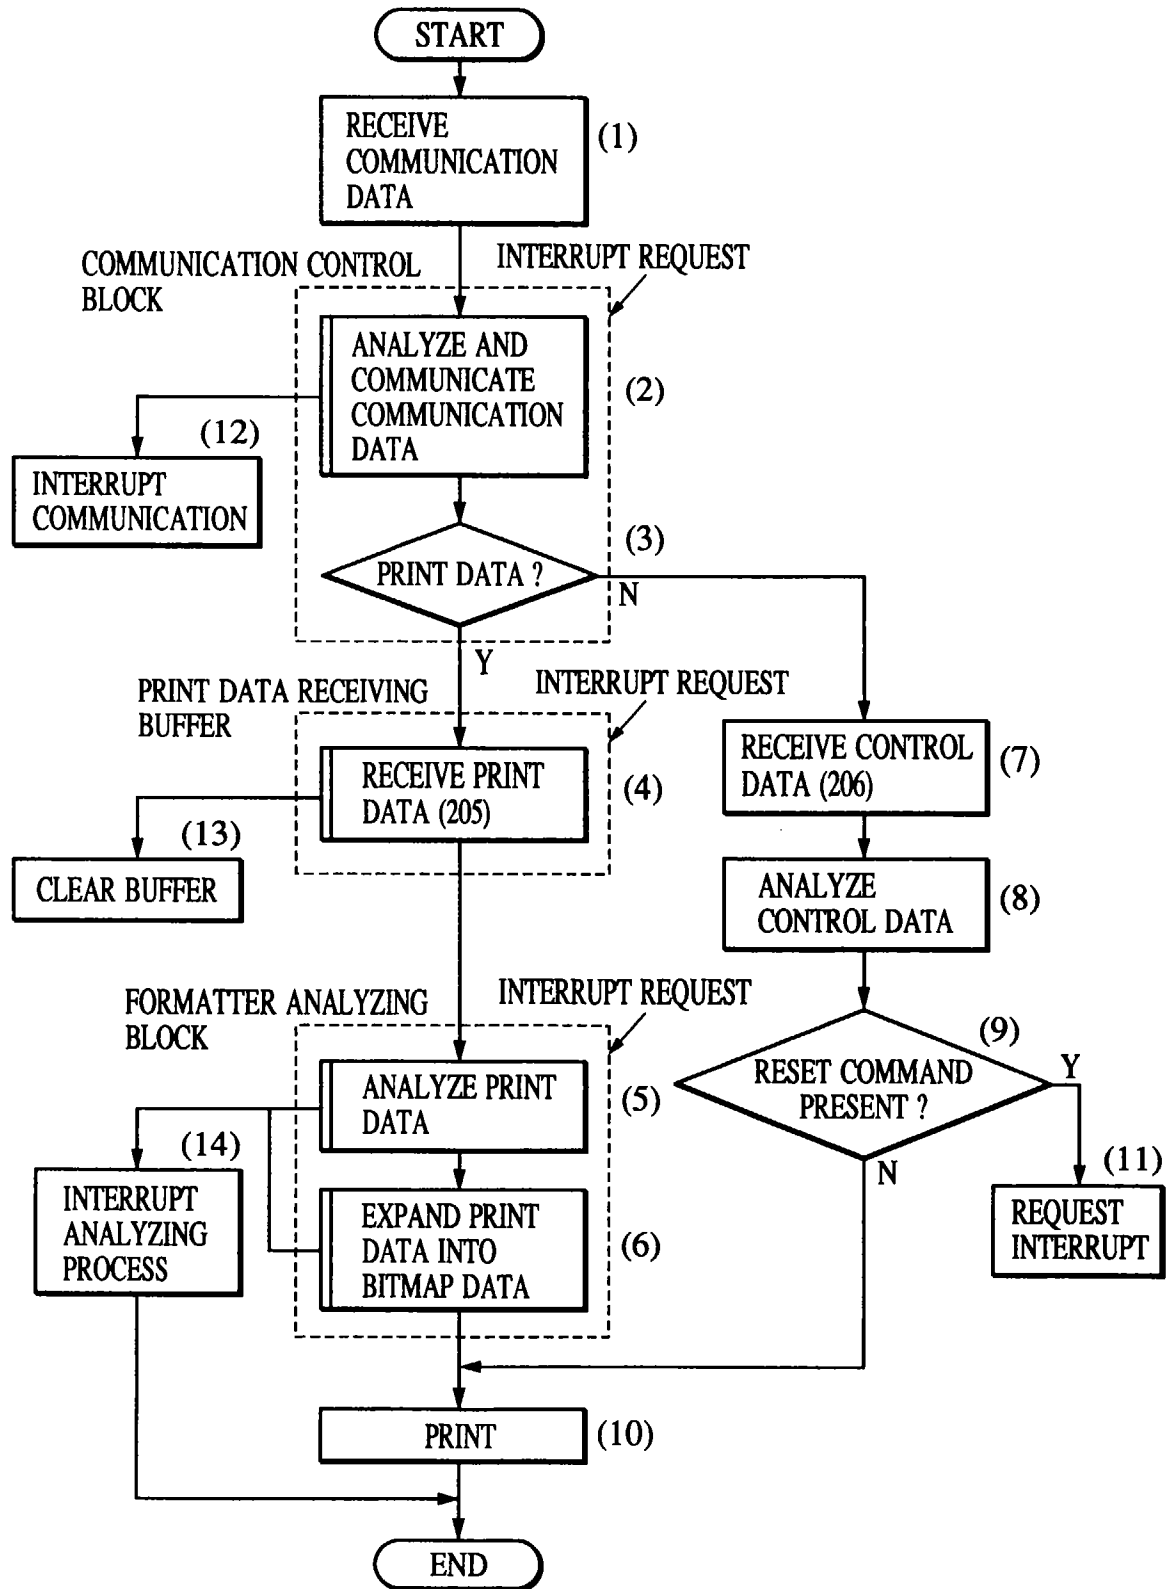 START
RECEIVE
COMMUNICATION
DATA
(1)
COMMUNICATION CONTROL
BLOCK
INTERRUPT REQUEST
ANALYZE AND
COMMUNICATE
COMMUNICATION
DATA
(2)
(12)
INTERRUPT
COMMUNICATION
(3)
PRINT DATA ?
N
Y
PRINT DATA RECEIVING
BUFFER
INTERRUPT REQUEST
RECEIVE PRINT
DATA (205)
(4)
RECEIVE CONTROL
DATA (206)
(7)
(13)
CLEAR BUFFER
ANALYZE
CONTROL DATA
(8)
FORMATTER ANALYZING
BLOCK
INTERRUPT REQUEST
(9)
RESET COMMAND
PRESENT ?
Y
N
ANALYZE PRINT
DATA
(5)
(14)
INTERRUPT
ANALYZING
PROCESS
EXPAND PRINT
DATA INTO
BITMAP DATA
(6)
(11)
REQUEST
INTERRUPT
PRINT
(10)
END